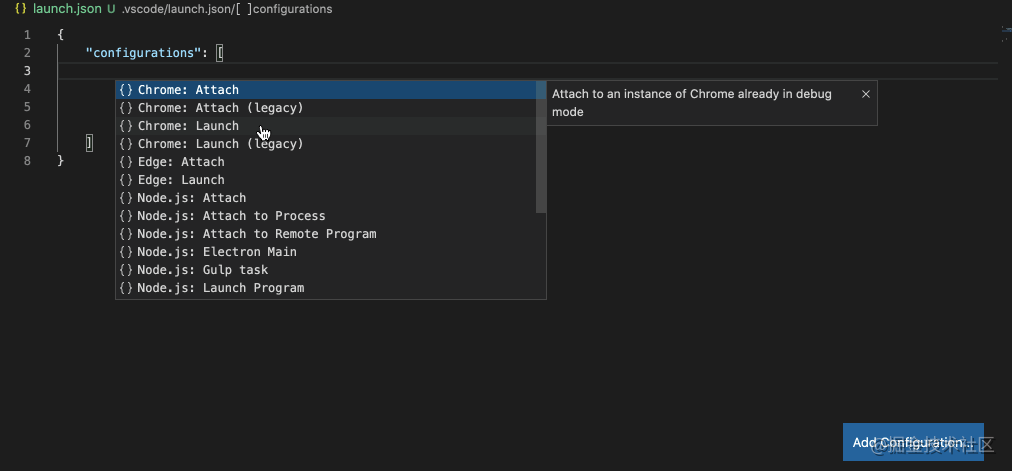 {} launch.json U .vscode/launch.json/[ ]configurations
1 {
2 "configurations": [
3
4 {} Chrome: Attach
Attach to an instance of Chrome already in debug mode ×
5 {} Chrome: Attach (legacy)
6 {} Chrome: Launch
7 ] {} Chrome: Launch (legacy)
8 } {} Edge: Attach
{} Edge: Launch
{} Node.js: Attach
{} Node.js: Attach to Process
{} Node.js: Attach to Remote Program
{} Node.js: Electron Main
{} Node.js: Gulp task
{} Node.js: Launch Program
Add Configuration...
@掘金技术社区